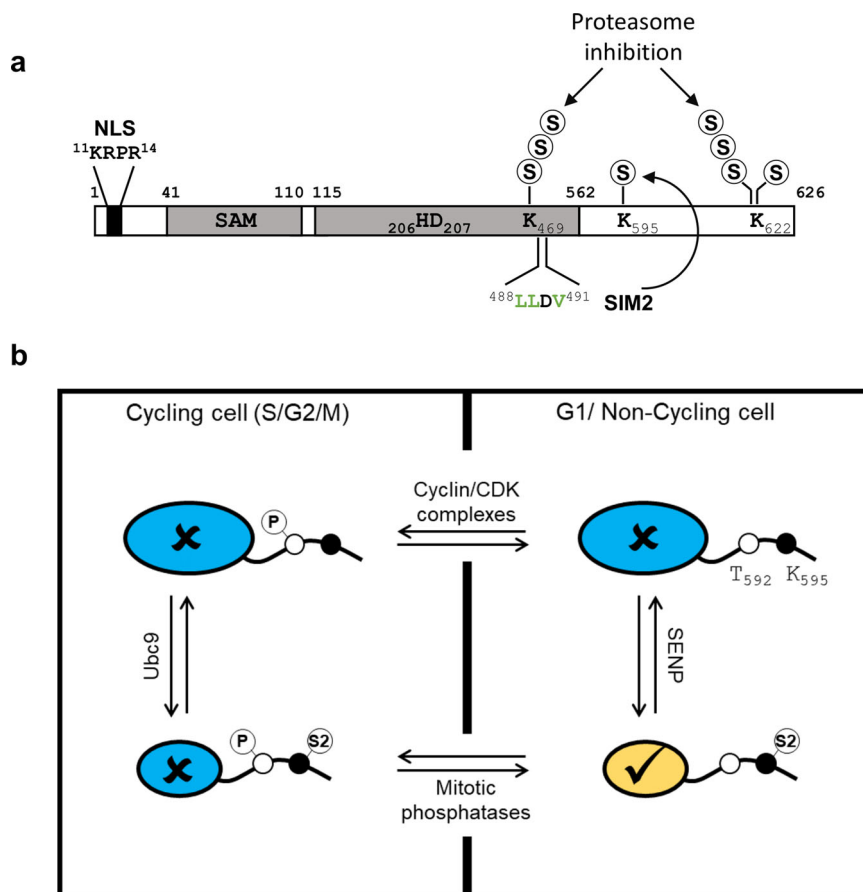 a
Proteasome
inhibition
NLS
¹¹KRPR¹⁴
S S
S S
S S S S
1 41 110 115 562 626
SAM ₂₀₆HD₂₀₇ K₄₆₉ K₅₉₅ K₆₂₂
⁴⁸⁸LLDV⁴⁹¹ SIM2
b
Cycling cell (S/G2/M) G1/ Non-Cycling cell
Cyclin/CDK
complexes
P
T₅₉₂ K₅₉₅
Ubc9 SENP
P S2 S2
Mitotic
phosphatases